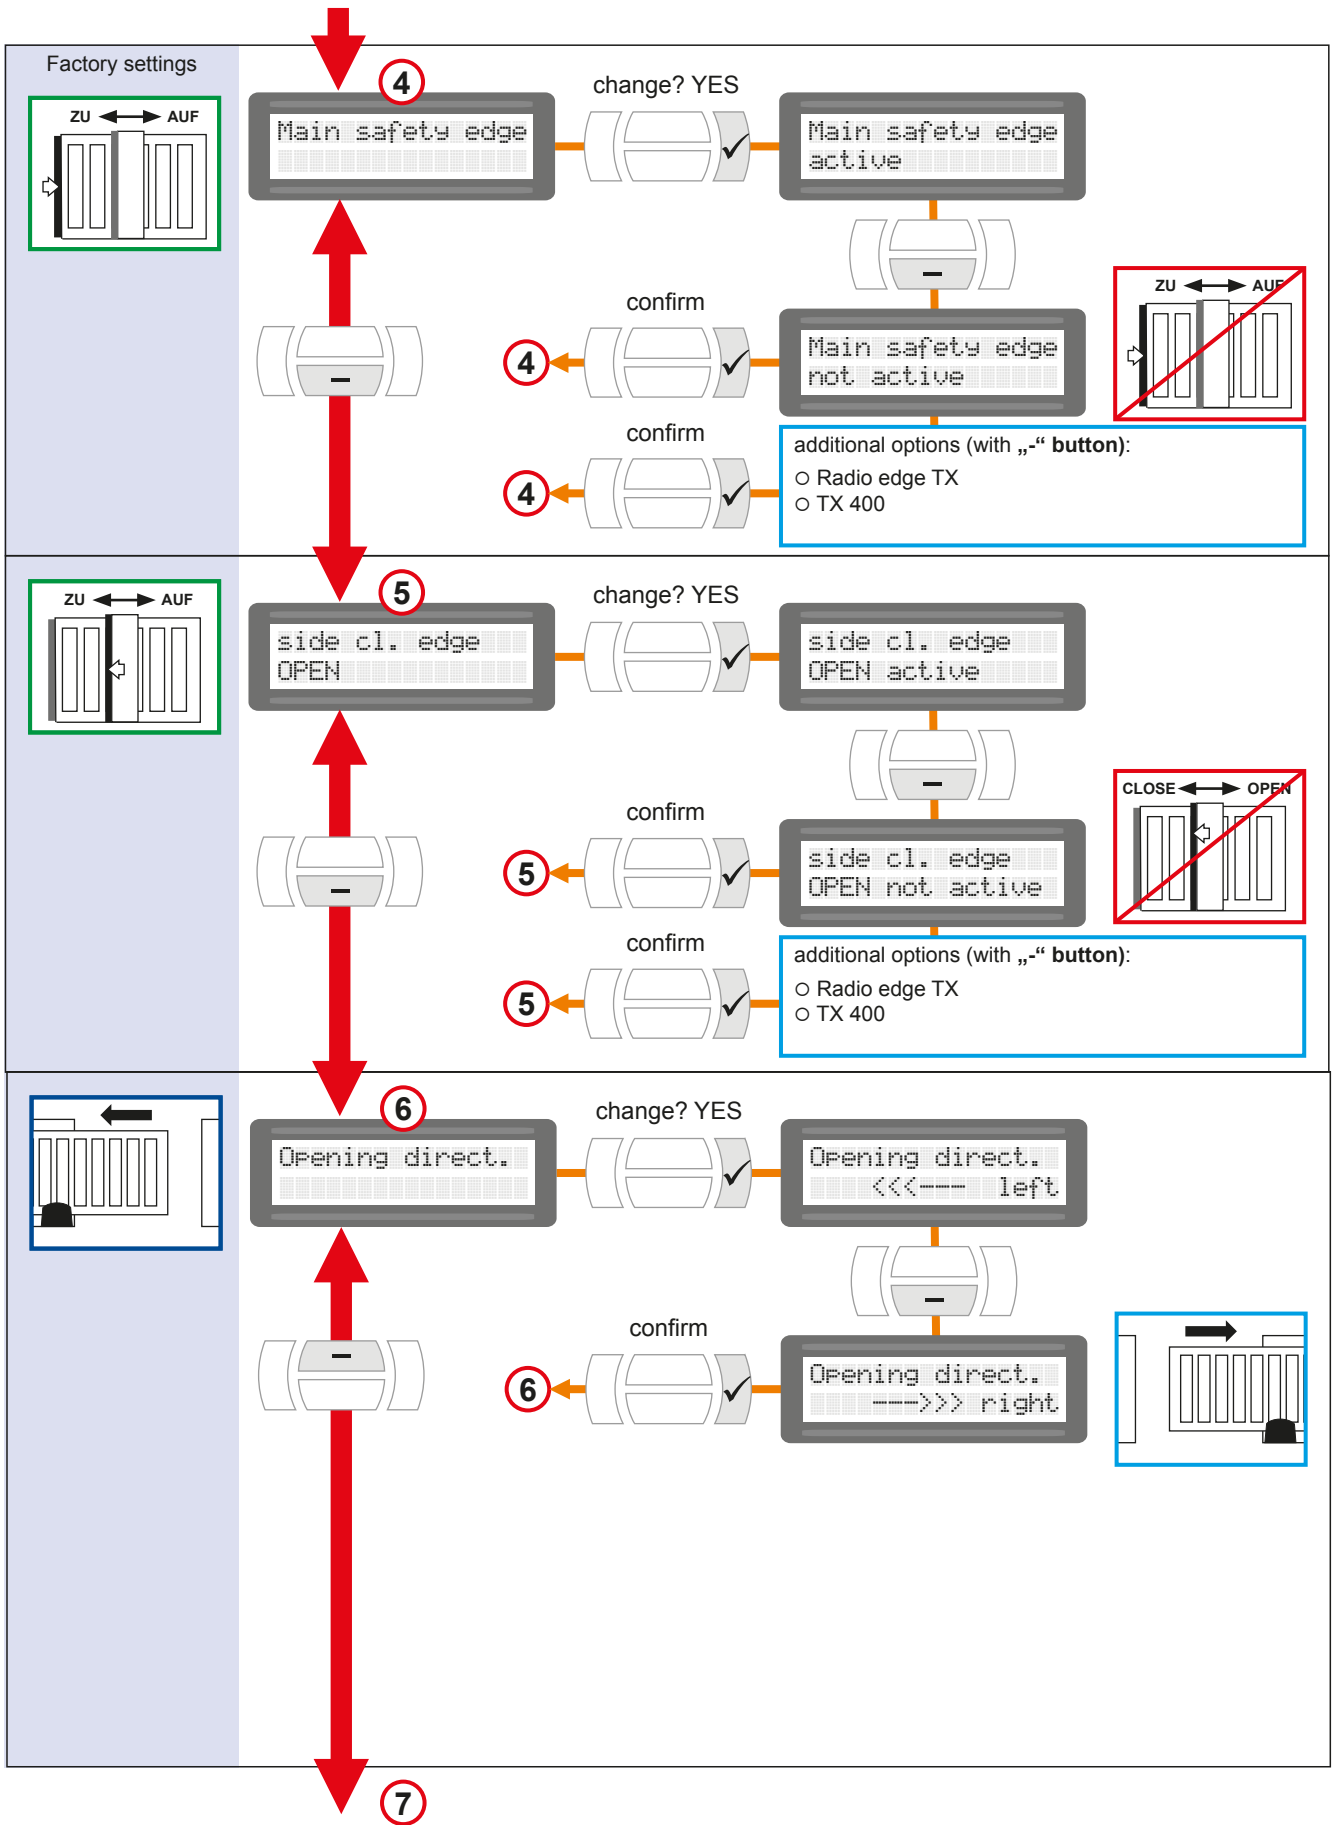 Factory settings
ZU AUF
4
Main safety edge
change? YES
Main safety edge
active
−
confirm
4
Main safety edge
not active
ZU AUF
−
confirm
4
additional options (with „-“ button):
Radio edge TX
TX 400
ZU AUF
5
side cl. edge
OPEN
change? YES
side cl. edge
OPEN active
−
confirm
5
side cl. edge
OPEN not active
CLOSE OPEN
−
confirm
5
additional options (with „-“ button):
Radio edge TX
TX 400
6
Opening direct.
change? YES
Opening direct.
<<<--- left
−
confirm
6
Opening direct.
--->>> right
−
7